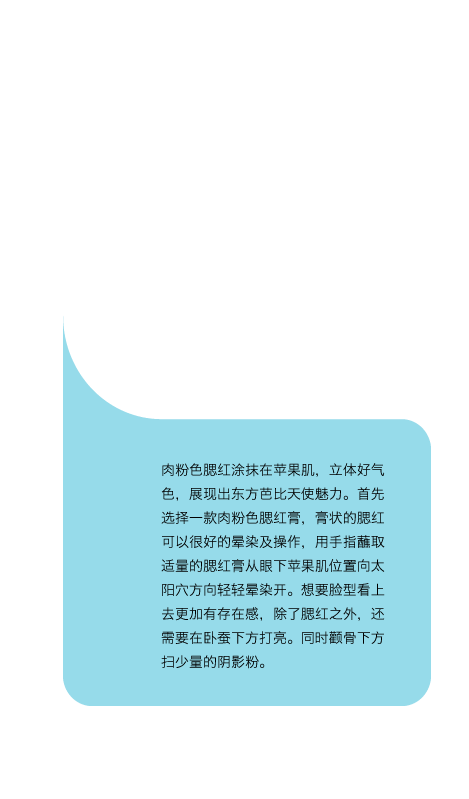 肉粉色腮红涂抹在苹果肌，立体好气
色，展现出东方芭比天使魅力。首先
选择一款肉粉色腮红膏，膏状的腮红
可以很好的晕染及操作，用手指蘸取
适量的腮红膏从眼下苹果肌位置向太
阳穴方向轻轻晕染开。想要脸型看上
去更加有存在感，除了腮红之外，还
需要在卧蚕下方打亮。同时颧骨下方
扫少量的阴影粉。